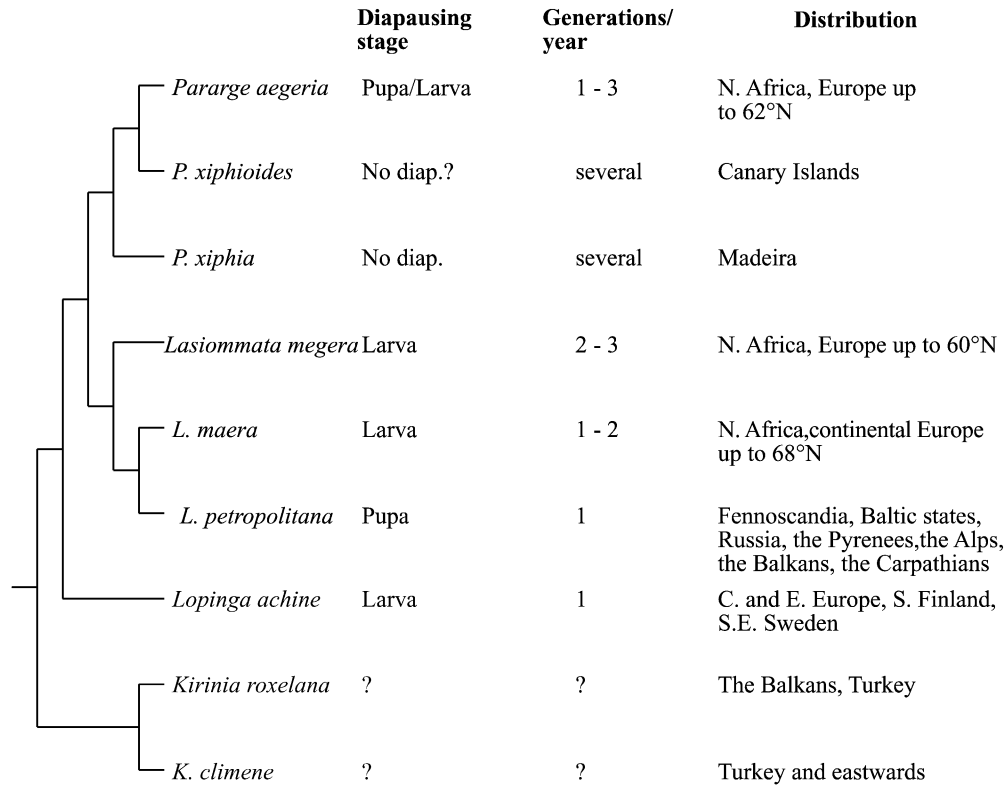 Diapausing stage Generations/ year Distribution
Pararge aegeria Pupa/Larva 1 - 3 N. Africa, Europe up
to 62°N
P. xiphioides No diap.? several Canary Islands
P. xiphia No diap. several Madeira
Lasiommata megera Larva 2 - 3 N. Africa, Europe up to 60°N
L. maera Larva 1 - 2 N. Africa,continental Europe
up to 68°N
L. petropolitana Pupa 1 Fennoscandia, Baltic states,
Russia, the Pyrenees,the Alps,
the Balkans, the Carpathians
Lopinga achine Larva 1 C. and E. Europe, S. Finland,
S.E. Sweden
Kirinia roxelana ? ? The Balkans, Turkey
K. climene ? ? Turkey and eastwards